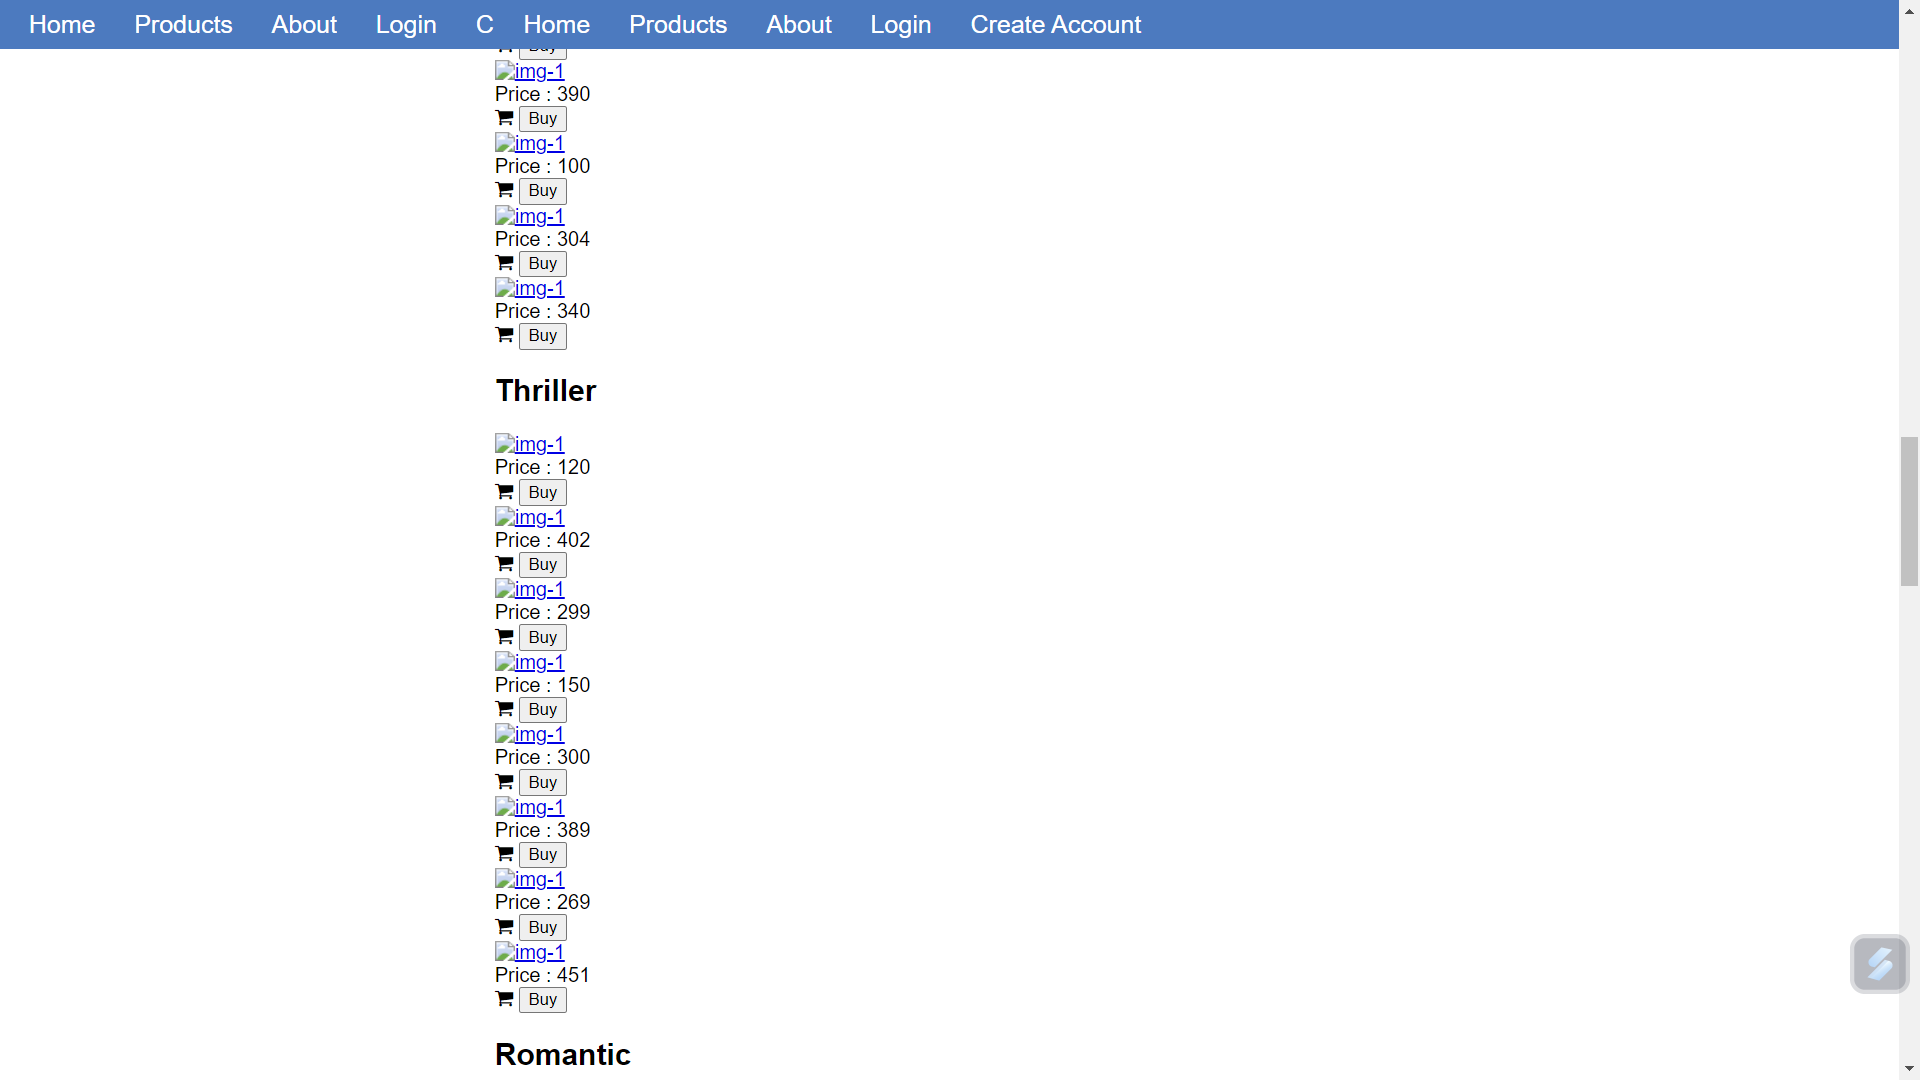 Home Products About Login C Home Products About Login Create Account
Buy
img-1
Price : 390
Buy
img-1
Price : 100
Buy
img-1
Price : 304
Buy
img-1
Price : 340
Buy
Thriller
img-1
Price : 120
Buy
img-1
Price : 402
Buy
img-1
Price : 299
Buy
img-1
Price : 150
Buy
img-1
Price : 300
Buy
img-1
Price : 389
Buy
img-1
Price : 269
Buy
img-1
Price : 451
Buy
Romantic